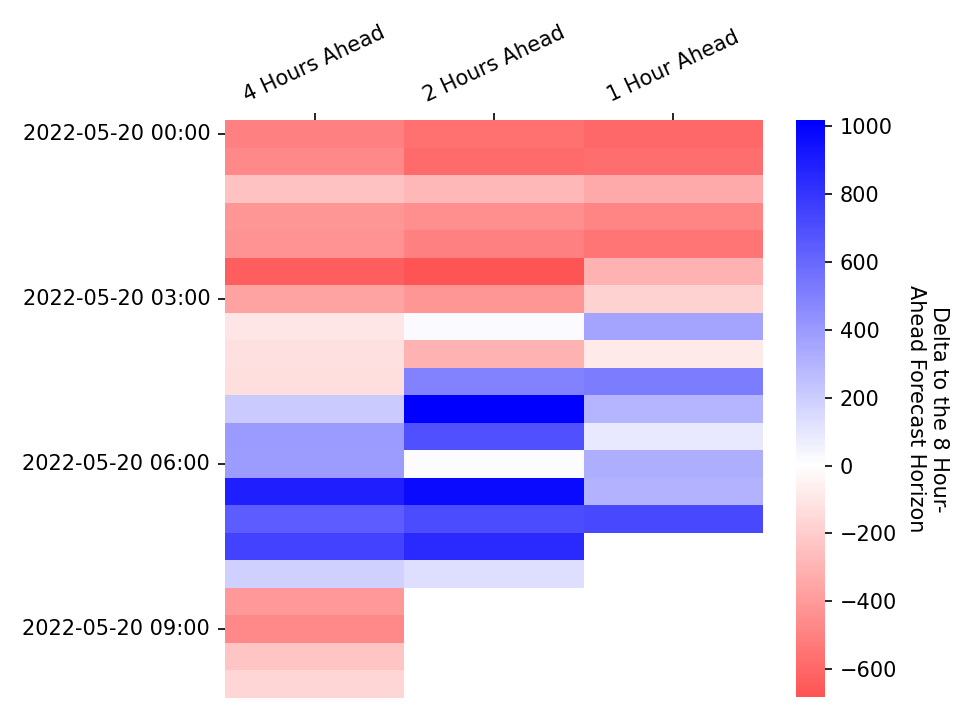 4 Hours Ahead
2 Hours Ahead
1 Hour Ahead
2022-05-20 00:00
2022-05-20 03:00
2022-05-20 06:00
2022-05-20 09:00
1000
800
600
400
200
0
−200
−400
−600
Delta to the 8 Hour-
Ahead Forecast Horizon